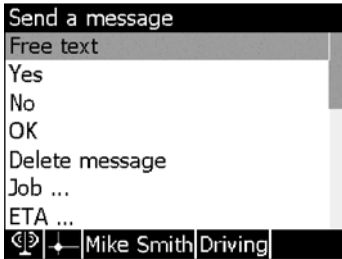 Send a message
Free text
Yes
No
OK
Delete message
Job ...
ETA ...
Mike Smith Driving